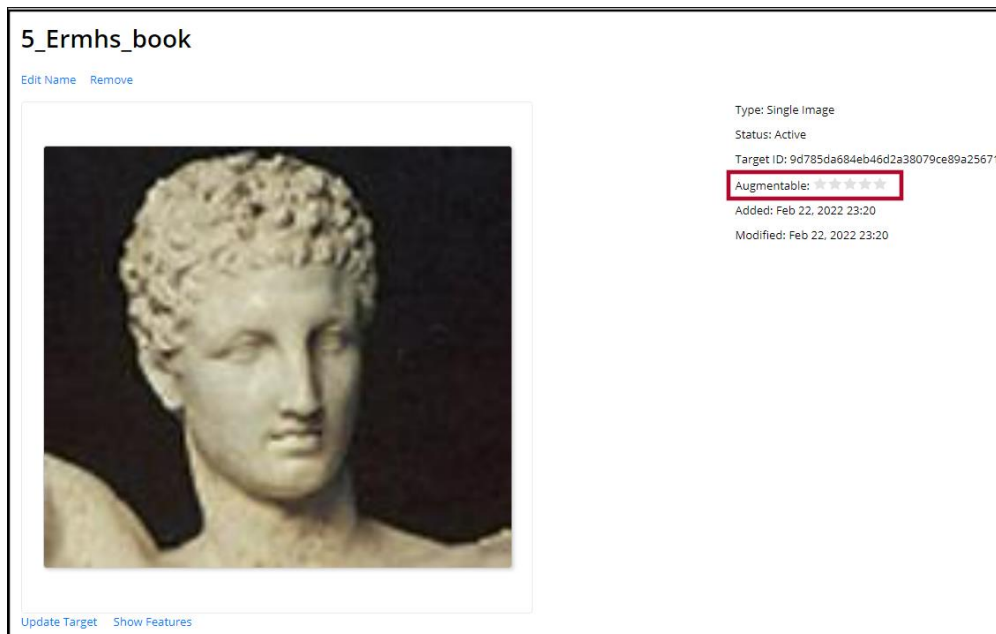 5_Ermhs_book
Edit Name Remove
Type: Single Image
Status: Active
Target ID: 9d785da684eb46d2a38079ce89a25671
Augmentable:
Added: Feb 22, 2022 23:20
Modified: Feb 22, 2022 23:20
Update Target Show Features